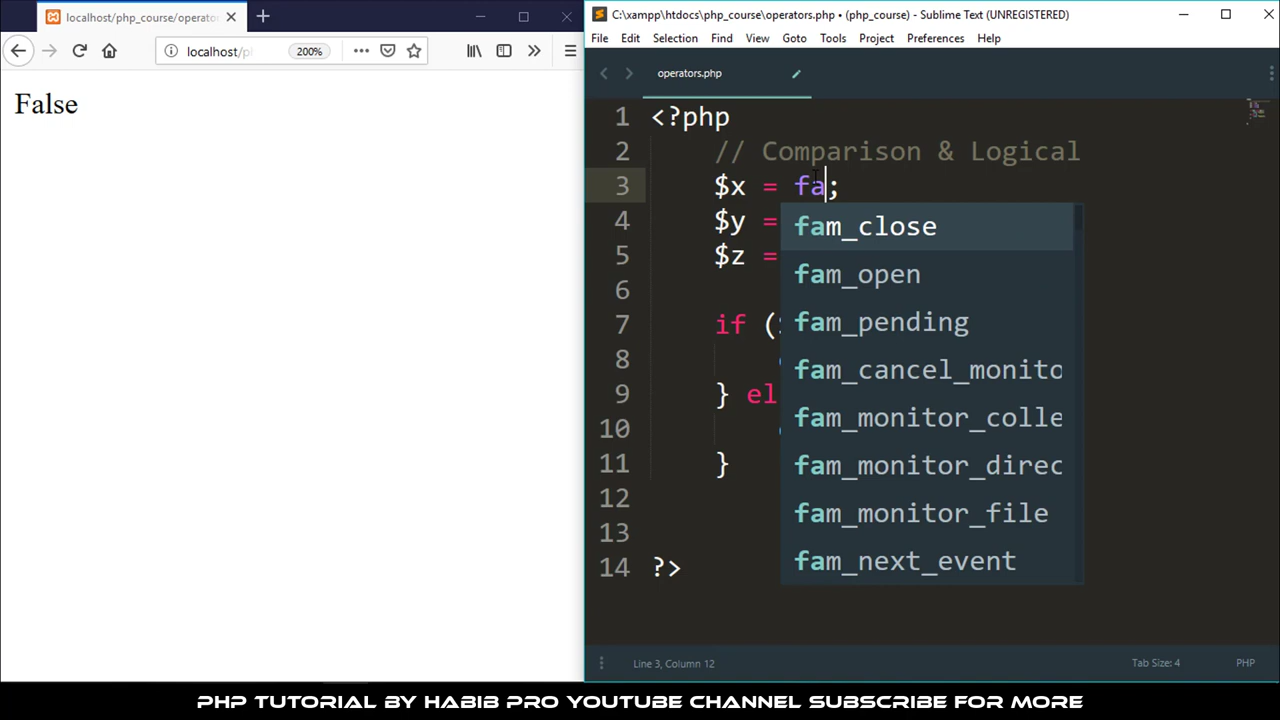 localhost/php_course/operator
localhost/pl
200%
False
C:\xampp\htdocs\php_course\operators.php • (php_course) - Sublime Text (UNREGISTERED)
File Edit Selection Find View Goto Tools Project Preferences Help
operators.php
1 <?php
2 // Comparison & Logical
3 $x = fa;
4 $y =
5 $z =
6
7 if (
8
9 } el
10
11 }
12
13
14 ?>
fam_close
fam_open
fam_pending
fam_cancel_monito
fam_monitor_colle
fam_monitor_direc
fam_monitor_file
fam_next_event
Line 3, Column 12
Tab Size: 4
PHP
PHP TUTORIAL BY HABIB PRO YOUTUBE CHANNEL SUBSCRIBE FOR MORE